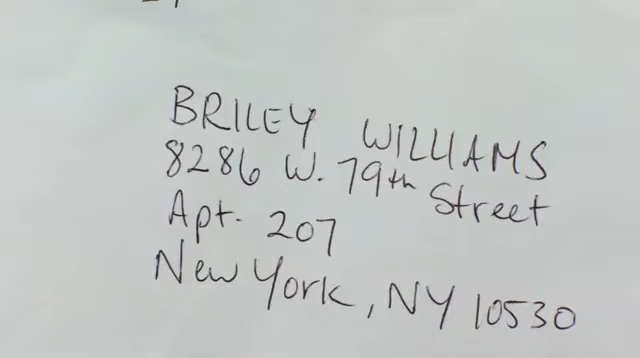 BRILEY WILLIAMS
8286 W. 79th Street
Apt. 207
New York, NY 10530